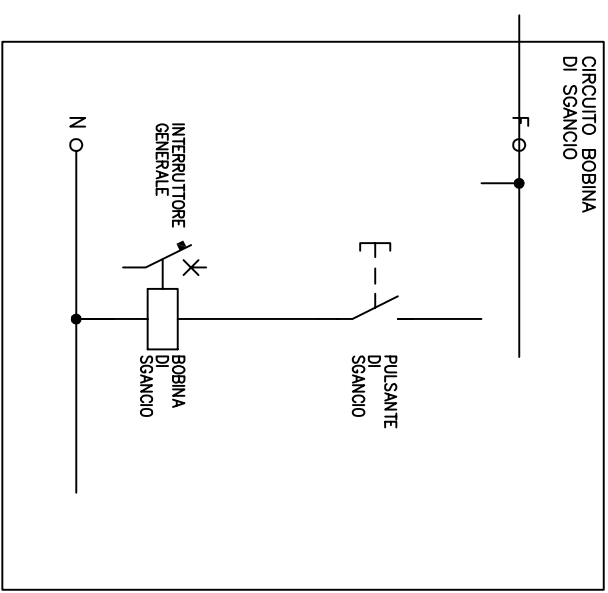 CIRCUITO BOBINA
DI SGANCIO
F
PULSANTE
DI
SGANCIO
INTERRUTTORE
GENERALE
BOBINA
DI
SGANCIO
N